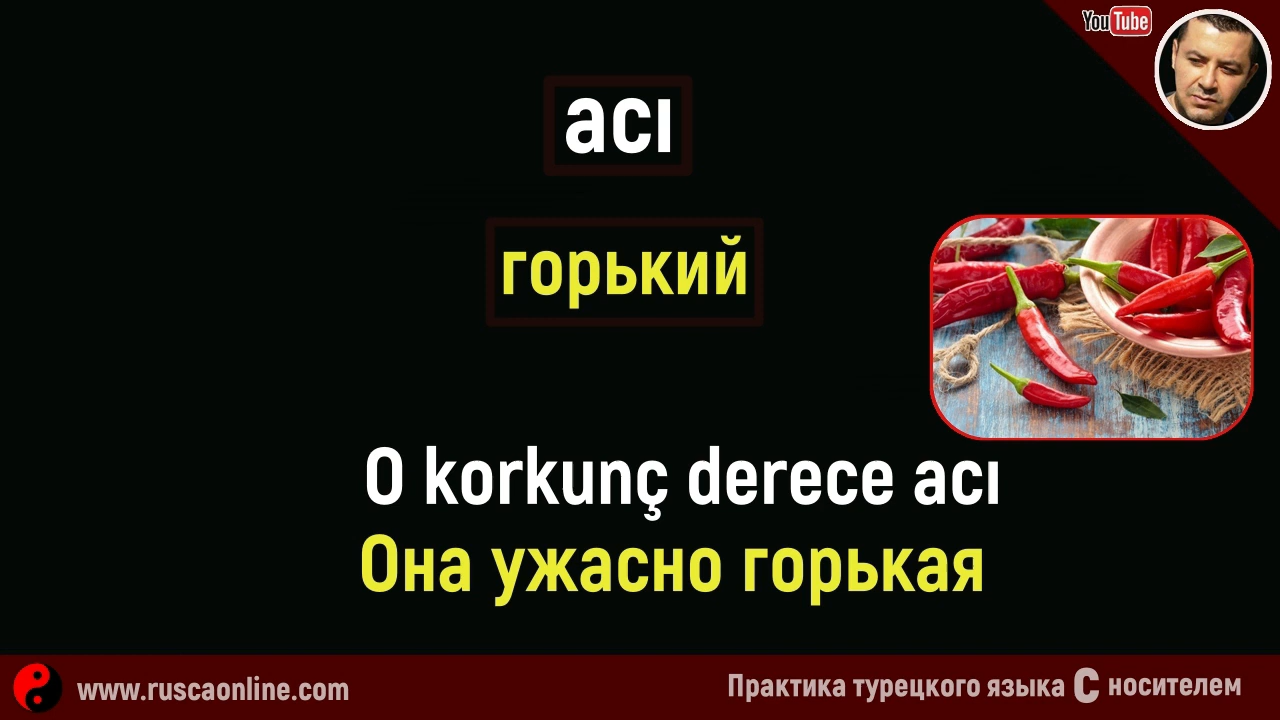 YouTube
acı
горький
O korkunç derece acı
Она ужасно горькая
www.ruscaonline.com
Практика турецкого языка С носителем